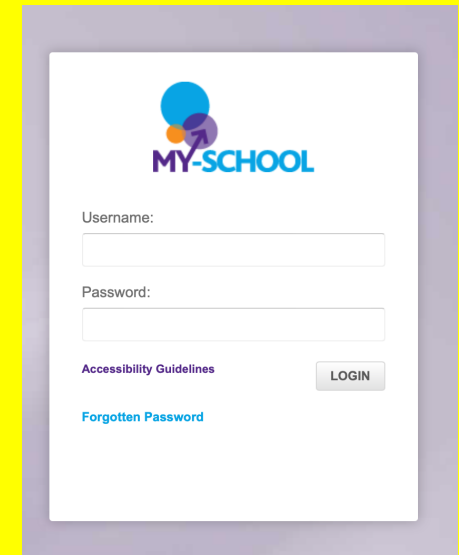 MY-SCHOOL
Username:
Password:
Accessibility Guidelines
LOGIN
Forgotten Password